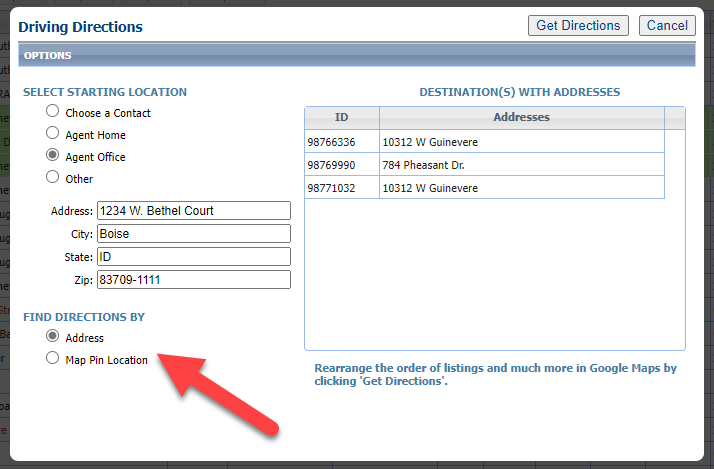 Driving Directions
Get Directions
Cancel
OPTIONS
SELECT STARTING LOCATION
Choose a Contact
Agent Home
Agent Office
Other
Address: 1234 W. Bethel Court
City: Boise
State: ID
Zip: 83709-1111
FIND DIRECTIONS BY
Address
Map Pin Location
DESTINATION(S) WITH ADDRESSES
ID Addresses
98766336 10312 W Guinevere
98769990 784 Pheasant Dr.
98771032 10312 W Guinevere
Rearrange the order of listings and much more in Google Maps by
clicking 'Get Directions'.